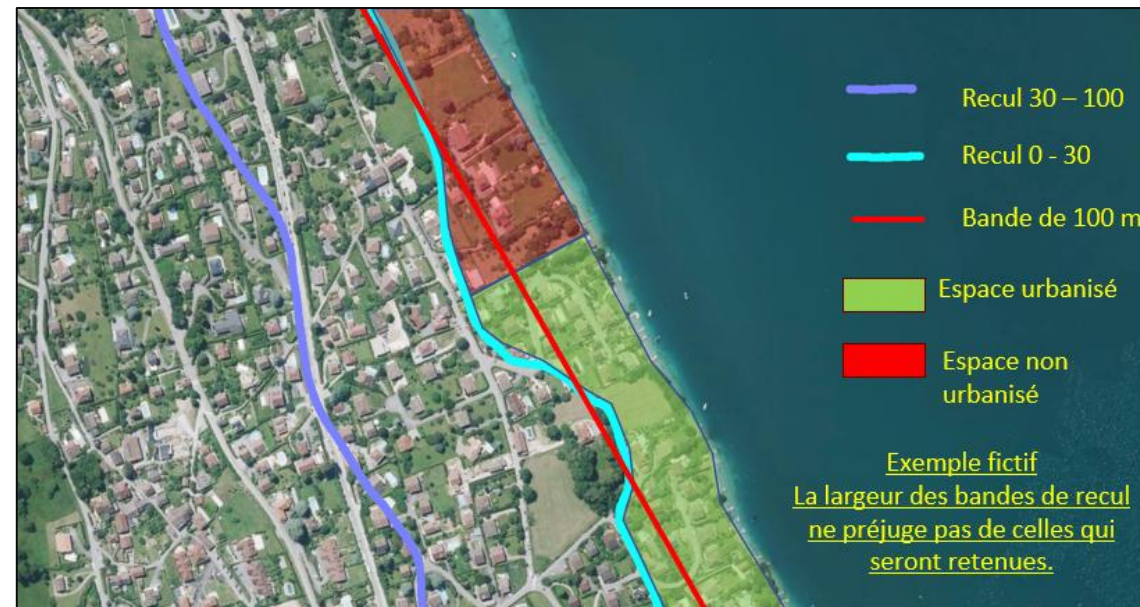 Recul 30 – 100
Recul 0 - 30
Bande de 100 m
Espace urbanisé
Espace non
urbanisé
Exemple fictif
La largeur des bandes de recul
ne préjuge pas de celles qui
seront retenues.